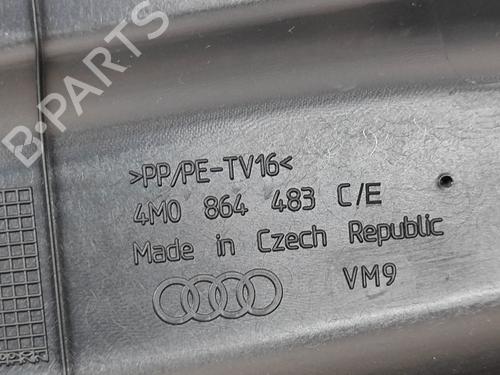 B-PARTS
>PP/PE-TV16<
4M0 864 483 C/E
Made in Czech Republic
VM9